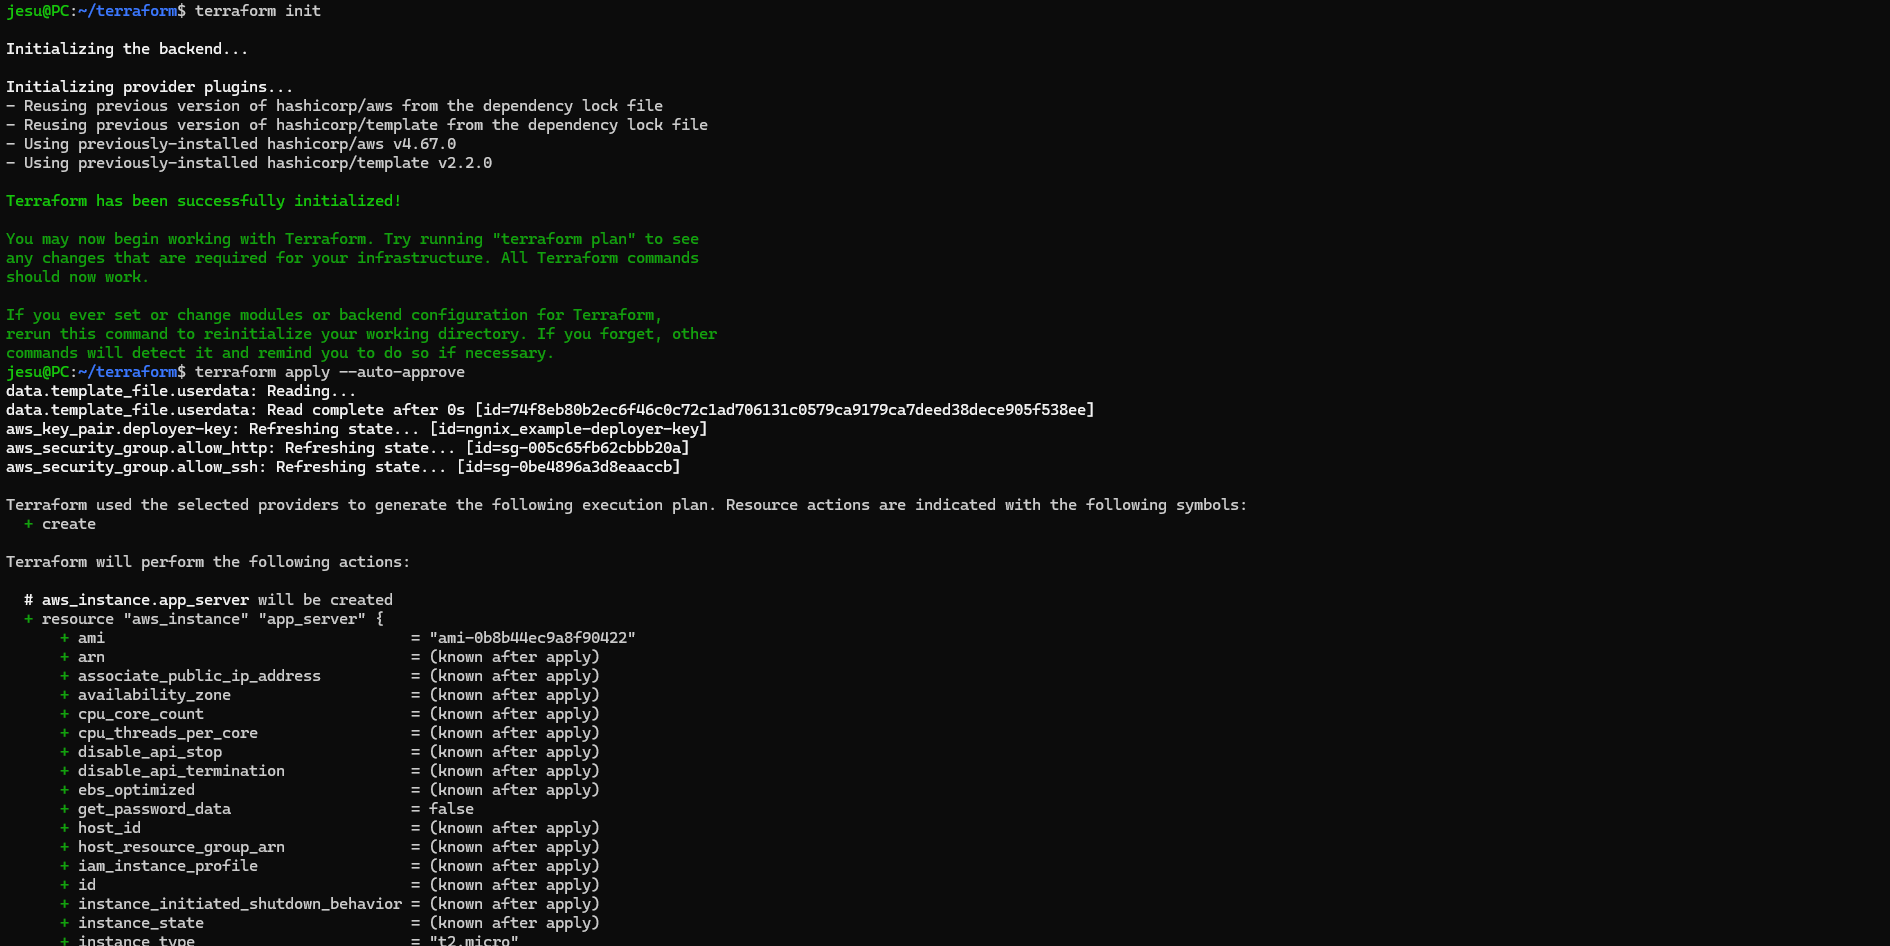 jesu@PC:~/terraform$ terraform init
Initializing the backend...
Initializing provider plugins...
- Reusing previous version of hashicorp/aws from the dependency lock file
- Reusing previous version of hashicorp/template from the dependency lock file
- Using previously-installed hashicorp/aws v4.67.0
- Using previously-installed hashicorp/template v2.2.0
Terraform has been successfully initialized!
You may now begin working with Terraform. Try running "terraform plan" to see
any changes that are required for your infrastructure. All Terraform commands
should now work.
If you ever set or change modules or backend configuration for Terraform,
rerun this command to reinitialize your working directory. If you forget, other
commands will detect it and remind you to do so if necessary.
jesu@PC:~/terraform$ terraform apply --auto-approve
data.template_file.userdata: Reading...
data.template_file.userdata: Read complete after 0s [id=74f8eb80b2ec6f46c0c72c1ad706131c0579ca9179ca7deed38dece905f538ee]
aws_key_pair.deployer-key: Refreshing state... [id=ngnix_example-deployer-key]
aws_security_group.allow_http: Refreshing state... [id=sg-005c65fb62cbbb20a]
aws_security_group.allow_ssh: Refreshing state... [id=sg-0be4896a3d8eaaccb]
Terraform used the selected providers to generate the following execution plan. Resource actions are indicated with the following symbols:
  + create
Terraform will perform the following actions:
  # aws_instance.app_server will be created
  + resource "aws_instance" "app_server" {
      + ami                                  = "ami-0b8b44ec9a8f90422"
      + arn                                  = (known after apply)
      + associate_public_ip_address          = (known after apply)
      + availability_zone                    = (known after apply)
      + cpu_core_count                       = (known after apply)
      + cpu_threads_per_core                 = (known after apply)
      + disable_api_stop                     = (known after apply)
      + disable_api_termination              = (known after apply)
      + ebs_optimized                        = (known after apply)
      + get_password_data                    = false
      + host_id                              = (known after apply)
      + host_resource_group_arn              = (known after apply)
      + iam_instance_profile                 = (known after apply)
      + id                                   = (known after apply)
      + instance_initiated_shutdown_behavior = (known after apply)
      + instance_state                       = (known after apply)
      + instance_type                        = "t2.micro"